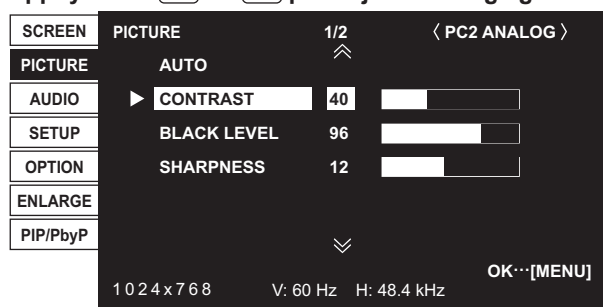 SCREEN
PICTURE
AUDIO
SETUP
OPTION
ENLARGE
PIP/PbyP
PICTURE 1/2 〈 PC2 ANALOG 〉
AUTO
CONTRAST 40
BLACK LEVEL 96
SHARPNESS 12
OK⋯[MENU]
1024x768 V: 60 Hz H: 48.4 kHz